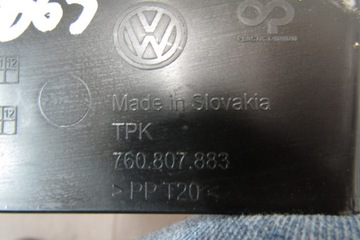 Made in Slovakia
TPK
760.807.883
>PP T20<